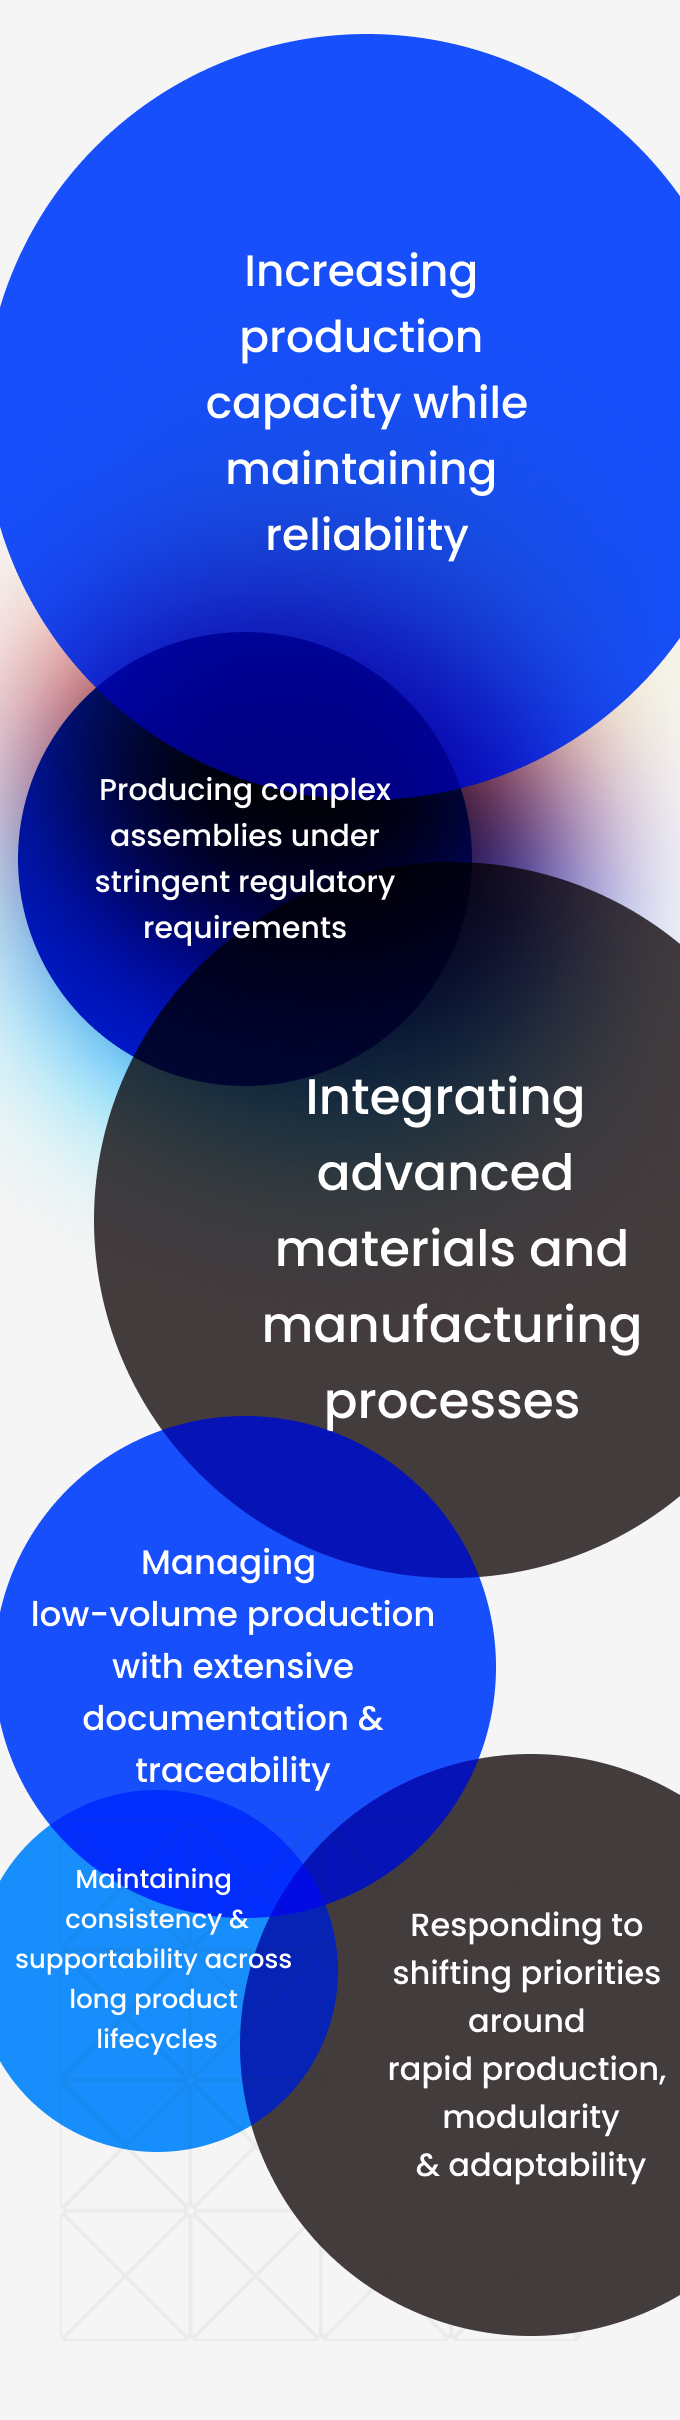 Increasing
production
capacity while
maintaining
reliability
Producing complex
assemblies under
stringent regulatory
requirements
Integrating
advanced
materials and
manufacturing
processes
Managing
low-volume production
with extensive
documentation &
traceability
Maintaining
consistency &
supportability across
long product
lifecycles
Responding to
shifting priorities
around
rapid production,
modularity
& adaptability